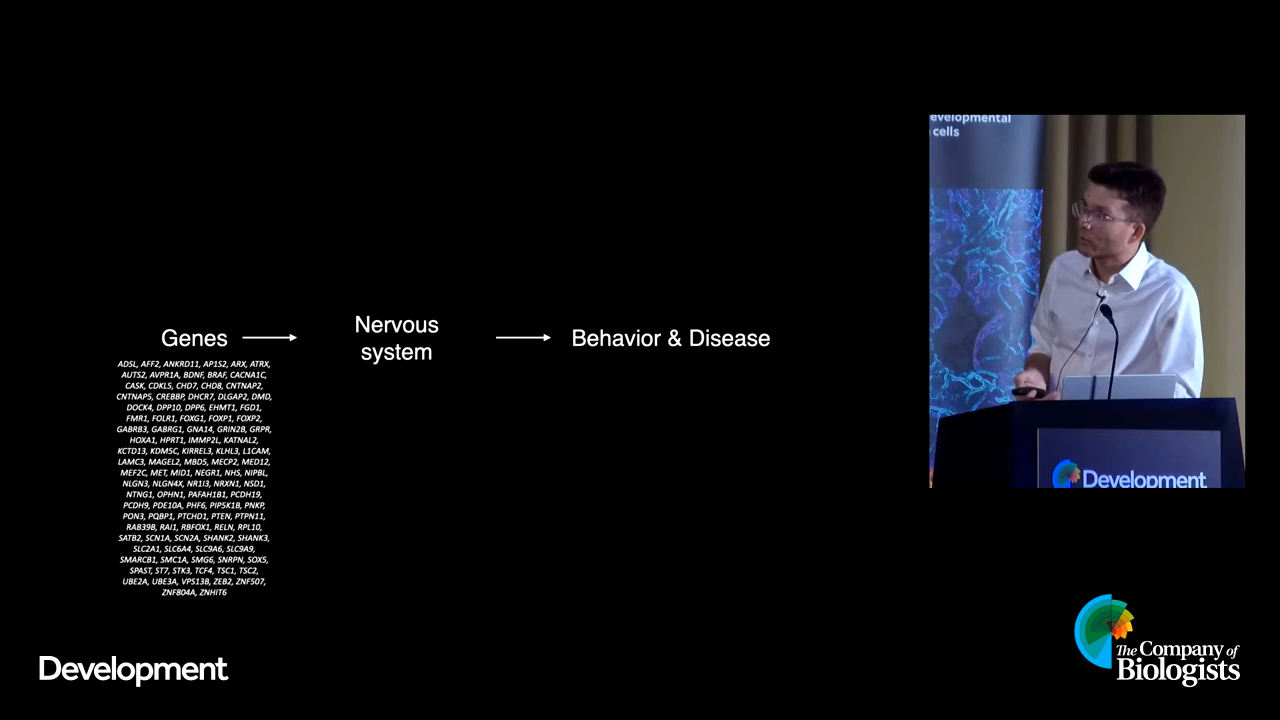 evelopmental
cells
Nervous
system
Genes
Behavior & Disease
ADSL, AFF2, ANKRD11, AP1S2, ARX, ATRX,
AUTS2, AVPR1A, BDNF, BRAF, CACNA1C,
CASK, CDKL5, CHD7, CHD8, CNTNAP2,
CNTNAP5, CREBBP, DHCR7, DLGAP2, DMD,
DOCK4, DPP10, DPP6, EHMT1, FGD1,
FMR1, FOLR1, FOXG1, FOXP1, FOXP2,
GABRB3, GABRG1, GNA14, GRIN2B, GRPR,
HOXA1, HPRT1, IMMP2L, KATNAL2,
KCTD13, KDM5C, KIRREL3, KLHL3, L1CAM,
LAMC3, MAGEL2, MBD5, MECP2, MED12,
MEF2C, MET, MID1, NEGR1, NHS, NIPBL,
NLGN3, NLGN4X, NR1I3, NRXN1, NSD1,
NTNG1, OPHN1, PAFAH1B1, PCDH19,
PCDH9, PDE10A, PHF6, PIP5K1B, PNKP,
PON3, PQBP1, PTCHD1, PTEN, PTPN11,
RAB39B, RAI1, RBFOX1, RELN, RPL10,
SATB2, SCN1A, SCN2A, SHANK2, SHANK3,
SLC2A1, SLC6A4, SLC9A6, SLC9A9,
SMARCB1, SMC1A, SMG6, SNRPN, SOX5,
SPAST, ST7, STK3, TCF4, TSC1, TSC2,
UBE2A, UBE3A, VPS13B, ZEB2, ZNF507,
ZNF804A, ZNHIT6
Development
Development
The Company of
Biologists